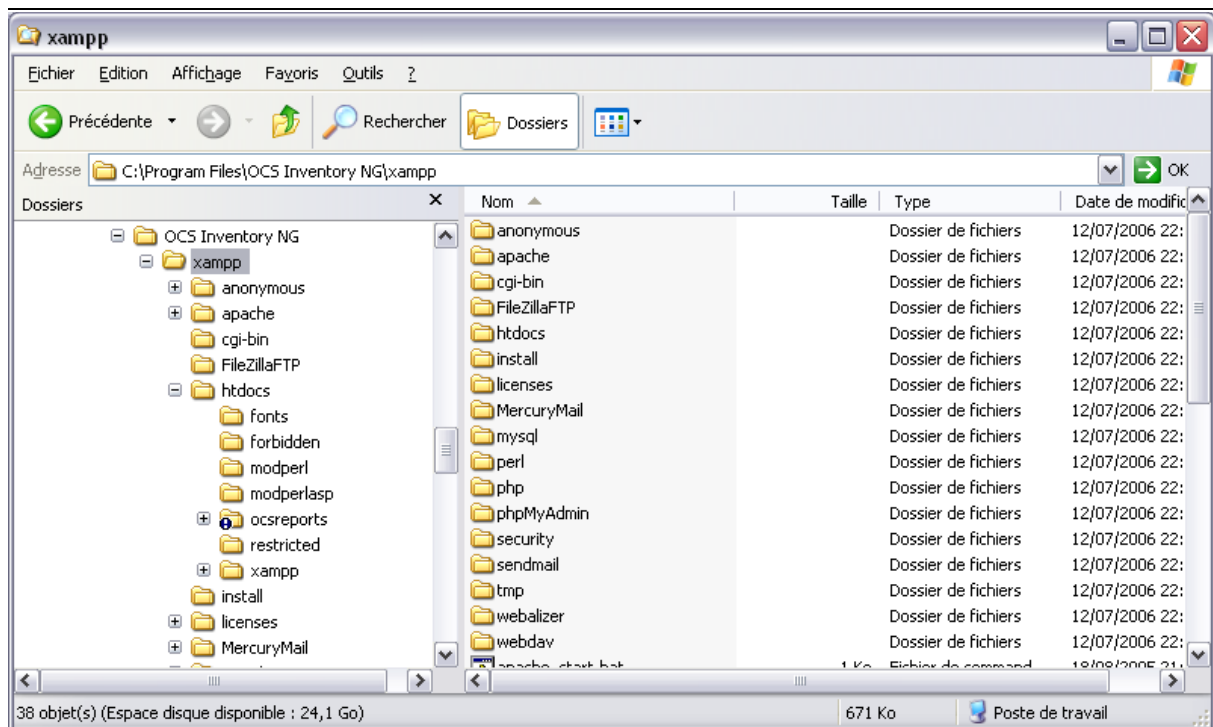 xampp
Fichier Edition Affichage Favoris Outils ?
Précédente Rechercher Dossiers
Adresse C:\Program Files\OCS Inventory NG\xampp OK
Dossiers
OCS Inventory NG
xampp
anonymous
apache
cgi-bin
FileZillaFTP
htdocs
fonts
forbidden
modperl
modperlasp
ocsreports
restricted
xampp
install
licenses
MercuryMail
Nom Taille Type Date de modific
anonymous Dossier de fichiers 12/07/2006 22:
apache Dossier de fichiers 12/07/2006 22:
cgi-bin Dossier de fichiers 12/07/2006 22:
FileZillaFTP Dossier de fichiers 12/07/2006 22:
htdocs Dossier de fichiers 12/07/2006 22:
install Dossier de fichiers 12/07/2006 22:
licenses Dossier de fichiers 12/07/2006 22:
MercuryMail Dossier de fichiers 12/07/2006 22:
mysql Dossier de fichiers 12/07/2006 22:
perl Dossier de fichiers 12/07/2006 22:
php Dossier de fichiers 12/07/2006 22:
phpMyAdmin Dossier de fichiers 12/07/2006 22:
security Dossier de fichiers 12/07/2006 22:
sendmail Dossier de fichiers 12/07/2006 22:
tmp Dossier de fichiers 12/07/2006 22:
webalizer Dossier de fichiers 12/07/2006 22:
webdav Dossier de fichiers 12/07/2006 22:
apache_start.bat 1 Ko Fichier de command
38 objet(s) (Espace disque disponible : 24,1 Go) 671 Ko Poste de travail